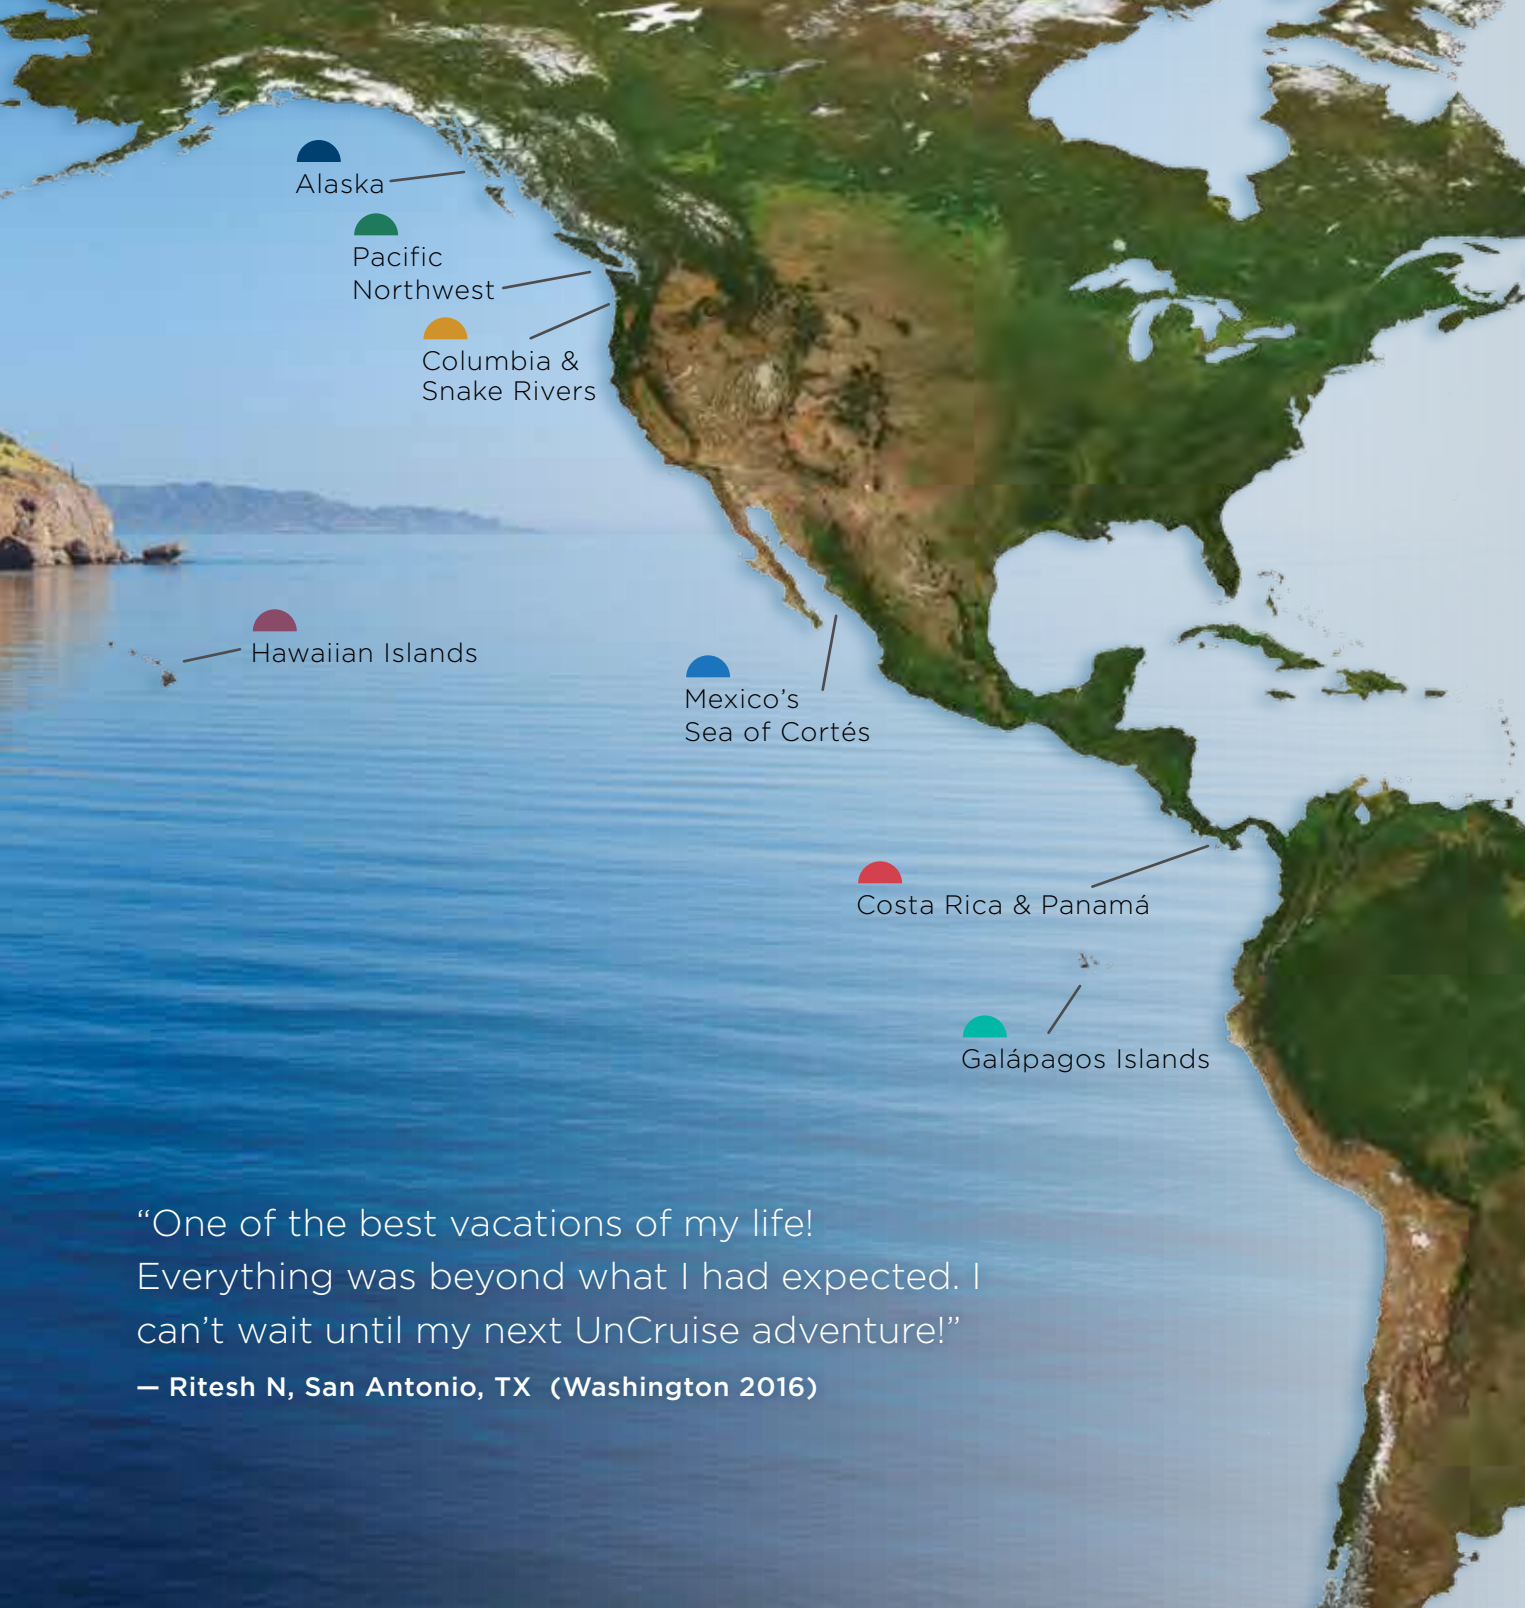 Alaska
Pacific
Northwest
Columbia &
Snake Rivers
Hawaiian Islands
Mexico’s
Sea of Cortés
Costa Rica & Panamá
Galápagos Islands
“One of the best vacations of my life!
Everything was beyond what I had expected. I
can’t wait until my next UnCruise adventure!”
— Ritesh N, San Antonio, TX (Washington 2016)